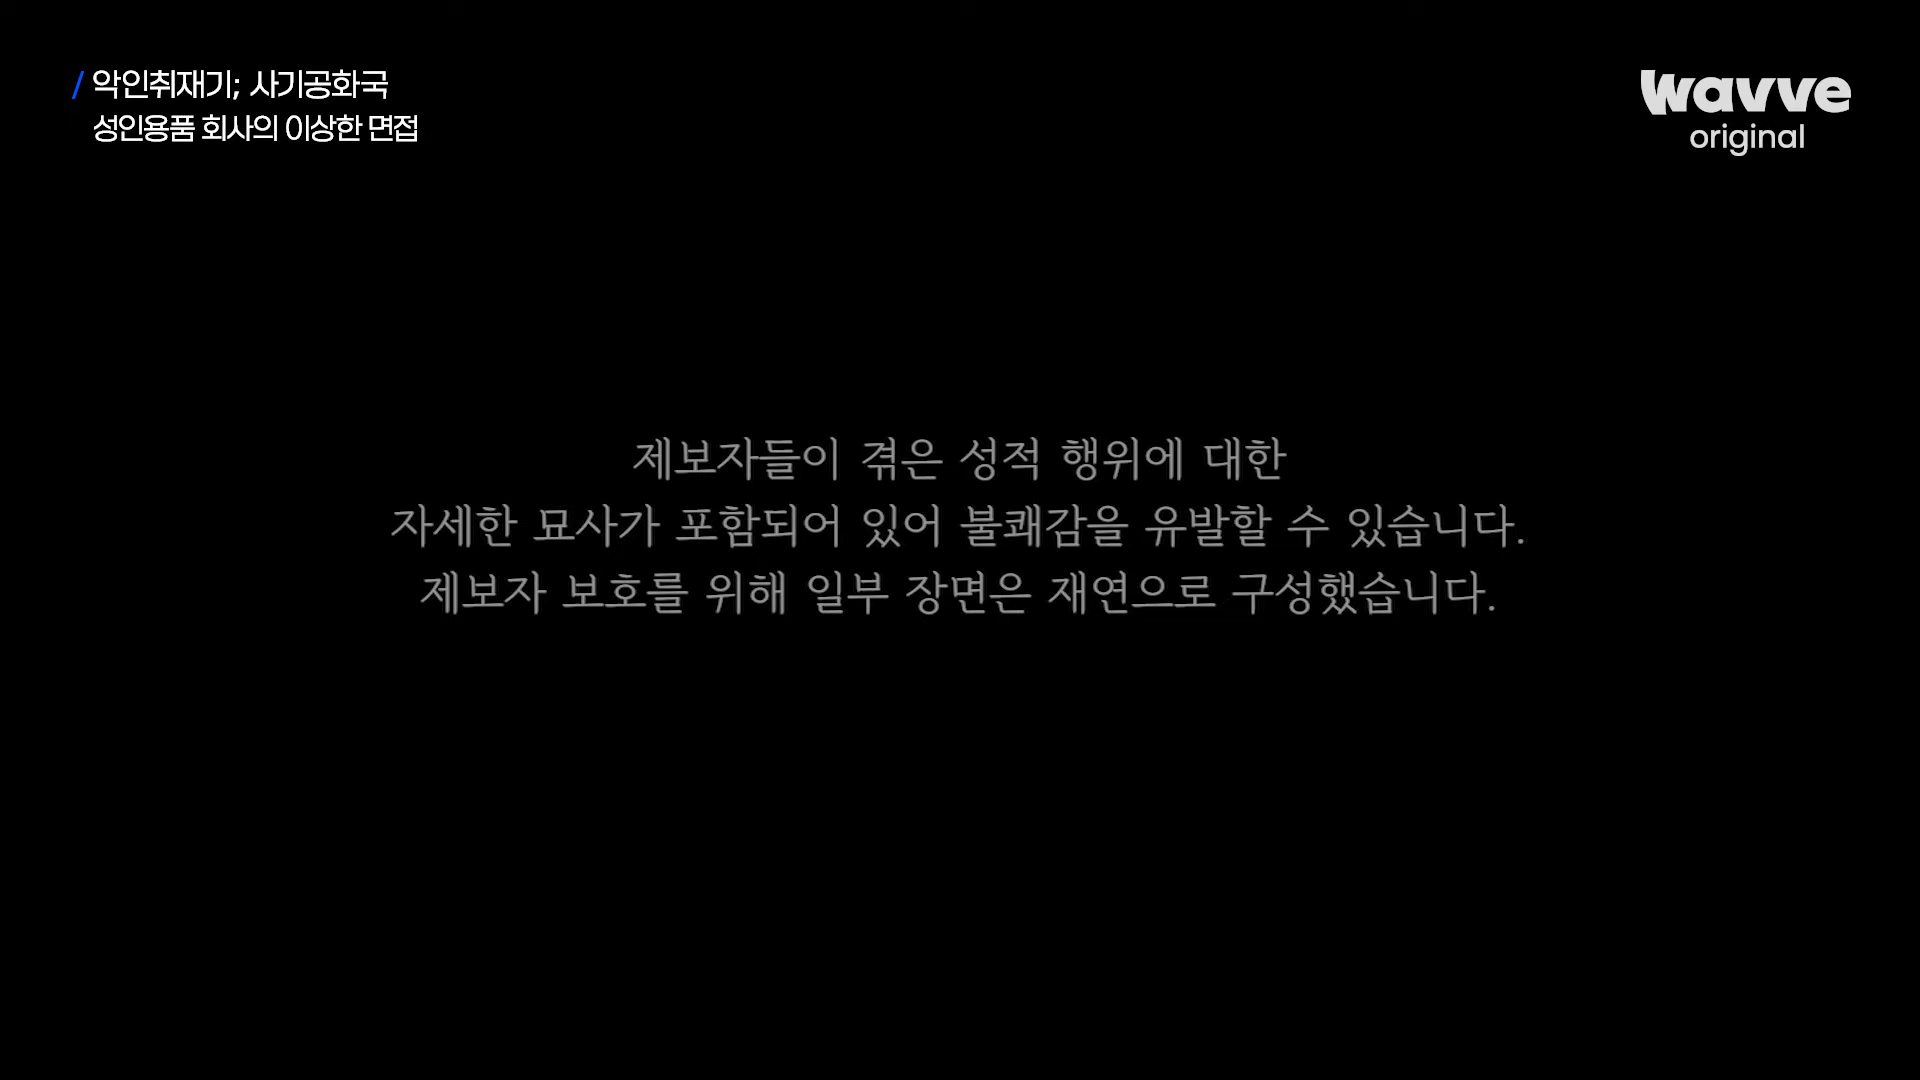 / 악인취재기; 사기공화국
성인용품 회사의 이상한 면접
wavve
original
제보자들이 겪은 성적 행위에 대한
자세한 묘사가 포함되어 있어 불쾌감을 유발할 수 있습니다.
제보자 보호를 위해 일부 장면은 재연으로 구성했습니다.